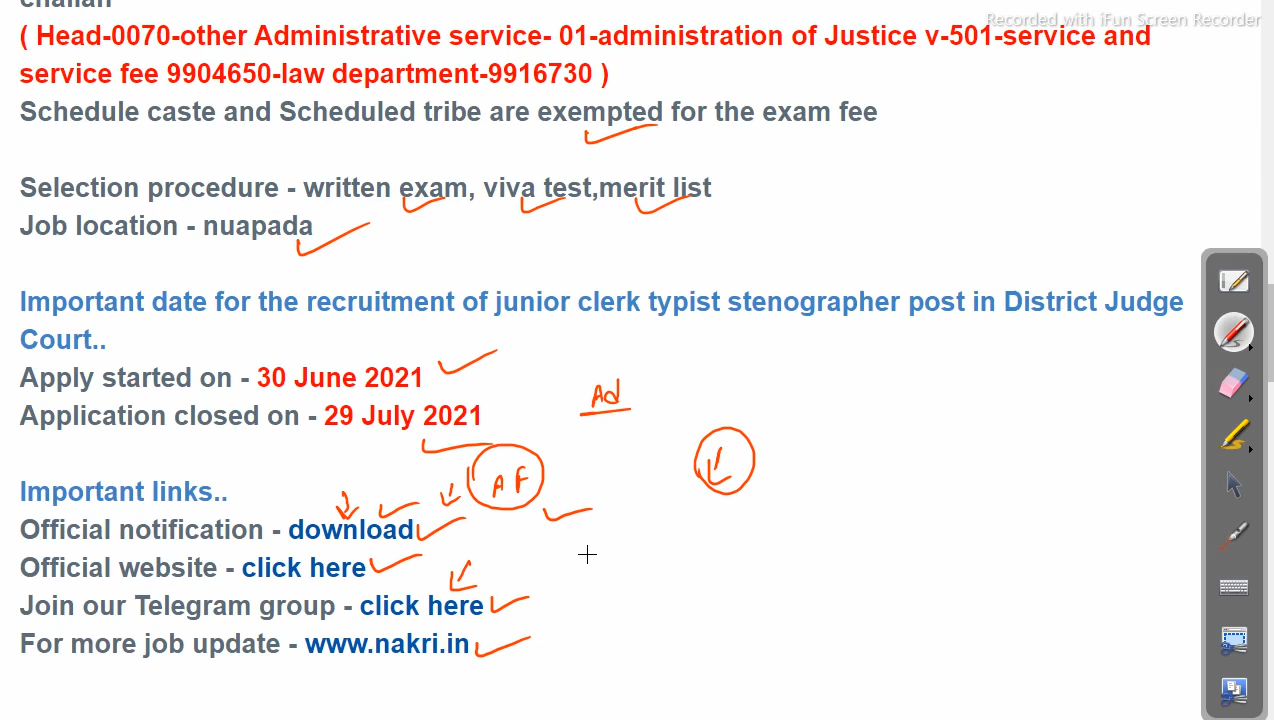 challan
Recorded with iFun Screen Recorder
( Head-0070-other Administrative service- 01-administration of Justice v-501-service and
service fee 9904650-law department-9916730 )
Schedule caste and Scheduled tribe are exempted for the exam fee
Selection procedure - written exam, viva test,merit list
Job location - nuapada
Important date for the recruitment of junior clerk typist stenographer post in District Judge
Court..
Apply started on - 30 June 2021
Ad
Application closed on - 29 July 2021
AF
Important links..
Official notification - download
Official website - click here
Join our Telegram group - click here
For more job update - www.nakri.in